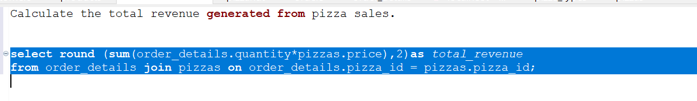 Calculate the total revenue generated from pizza sales.
select round (sum(order_details.quantity*pizzas.price),2)as total_revenue
from order_details join pizzas on order_details.pizza_id = pizzas.pizza_id;